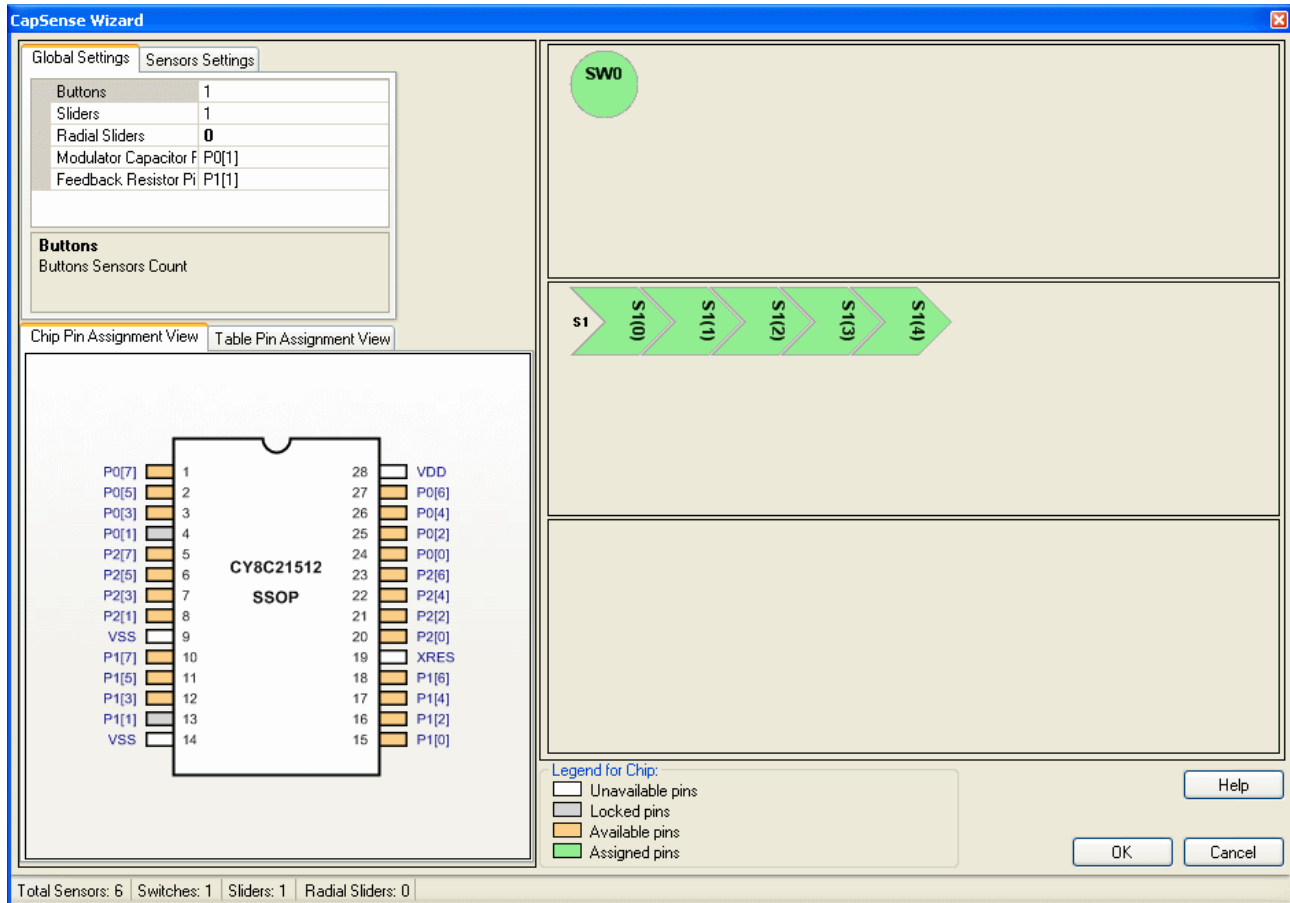 CapSense Wizard
Global Settings Sensors Settings
Buttons 1
Sliders 1
Radial Sliders 0
Modulator Capacitor P P0[1]
Feedback Resistor Pi P1[1]
Buttons
Buttons Sensors Count
Chip Pin Assignment View Table Pin Assignment View
P0[7] 1 28 VDD
P0[5] 2 27 P0[6]
P0[3] 3 26 P0[4]
P0[1] 4 25 P0[2]
P2[7] 5 24 P0[0]
P2[5] 6 23 P2[6]
P2[3] 7 22 P2[4]
P2[1] 8 21 P2[2]
VSS 9 20 P2[0]
P1[7] 10 19 XRES
P1[5] 11 18 P1[6]
P1[3] 12 17 P1[4]
P1[1] 13 16 P1[2]
VSS 14 15 P1[0]
CY8C21512
SSOP
SW0
S1 S1(0) S1(1) S1(2) S1(3) S1(4)
Legend for Chip:
Unavailable pins
Locked pins
Available pins
Assigned pins
Help
OK Cancel
Total Sensors: 6 Switches: 1 Sliders: 1 Radial Sliders: 0